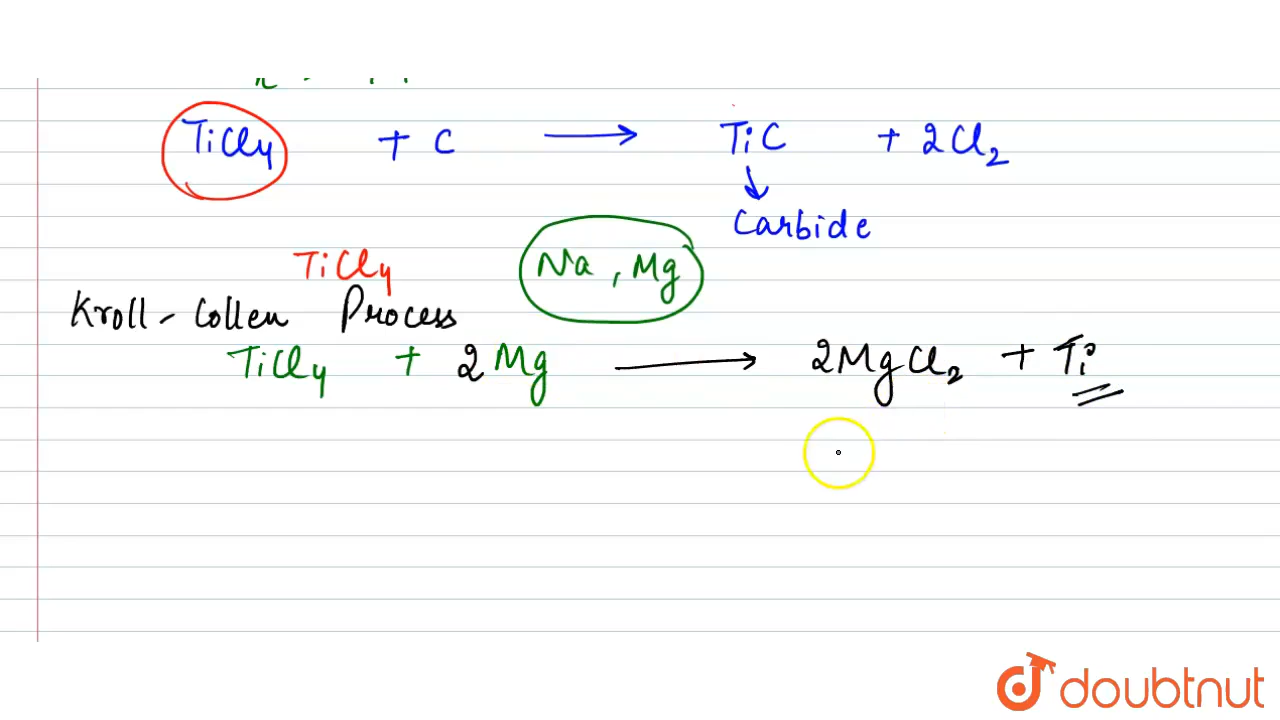 TiCl4 + C → TiC + 2Cl2
↓
Carbide
TiCl4 Na, Mg
Kroll - Collen Process
TiCl4 + 2Mg → 2MgCl2 + Ti
doubtnut